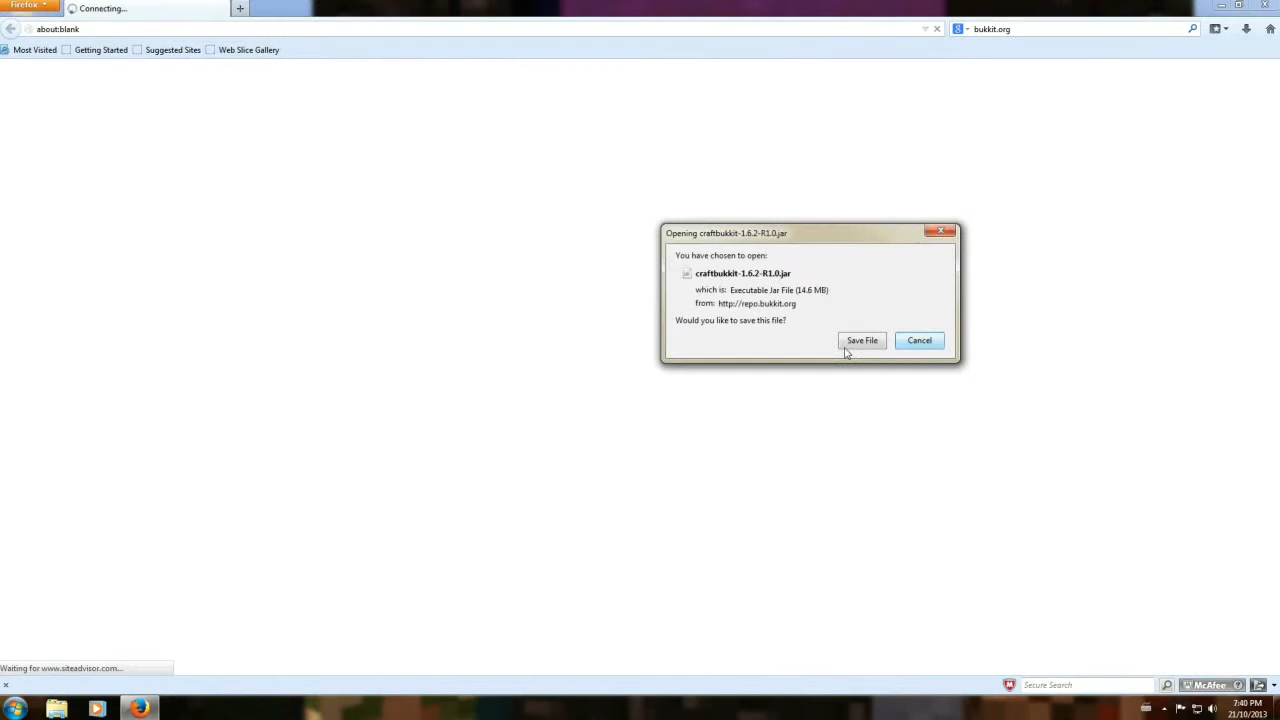 Firefox
Connecting...
about:blank
bukkit.org
Most Visited
Getting Started
Suggested Sites
Web Slice Gallery
Opening craftbukkit-1.6.2-R1.0.jar
You have chosen to open:
craftbukkit-1.6.2-R1.0.jar
which is: Executable Jar File (14.6 MB)
from: http://repo.bukkit.org
Would you like to save this file?
Save File
Cancel
Waiting for www.siteadvisor.com...
Secure Search
McAfee
7:40 PM
21/10/2013